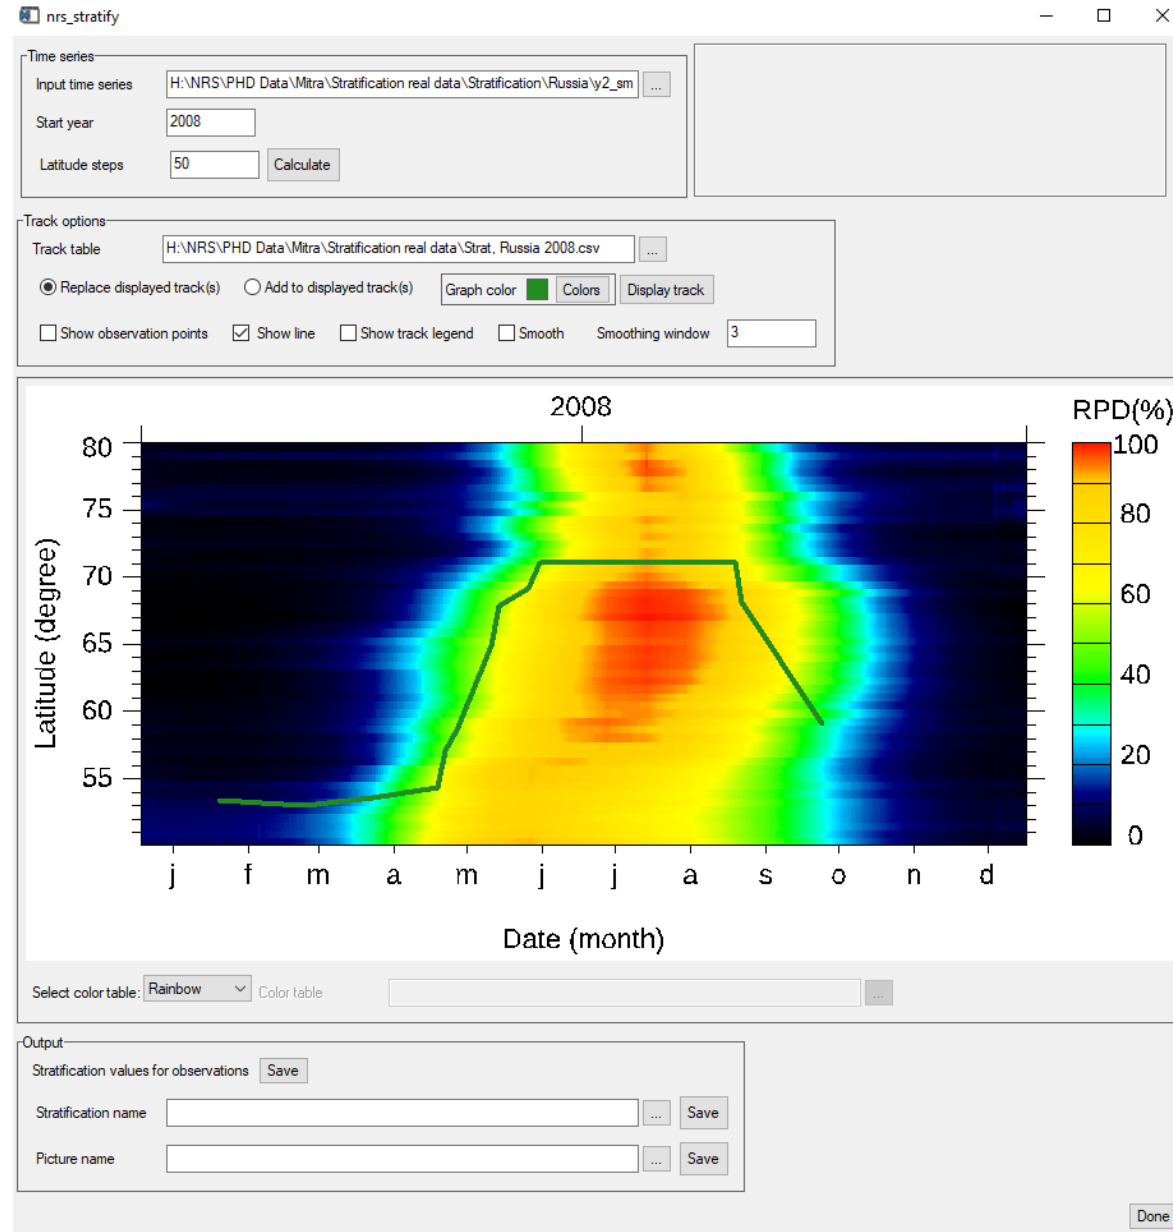 nrs_stratify
Time series
Input time series H:\NRS\PHD Data\Mitra\Stratification real data\Stratification\Russia\y2_sm ...
Start year 2008
Latitude steps 50 Calculate
Track options
Track table H:\NRS\PHD Data\Mitra\Stratification real data\Strat, Russia 2008.csv ...
Replace displayed track(s) Add to displayed track(s) Graph color Colors Display track
Show observation points Show line Show track legend Smooth Smoothing window 3
2008 RPD(%)
80
75
70
65
60
55
Latitude (degree)
100
80
60
40
20
0
j f m a m j j a s o n d
Date (month)
Select color table: Rainbow Color table ...
Output
Stratification values for observations Save
Stratification name ... Save
Picture name ... Save
Done